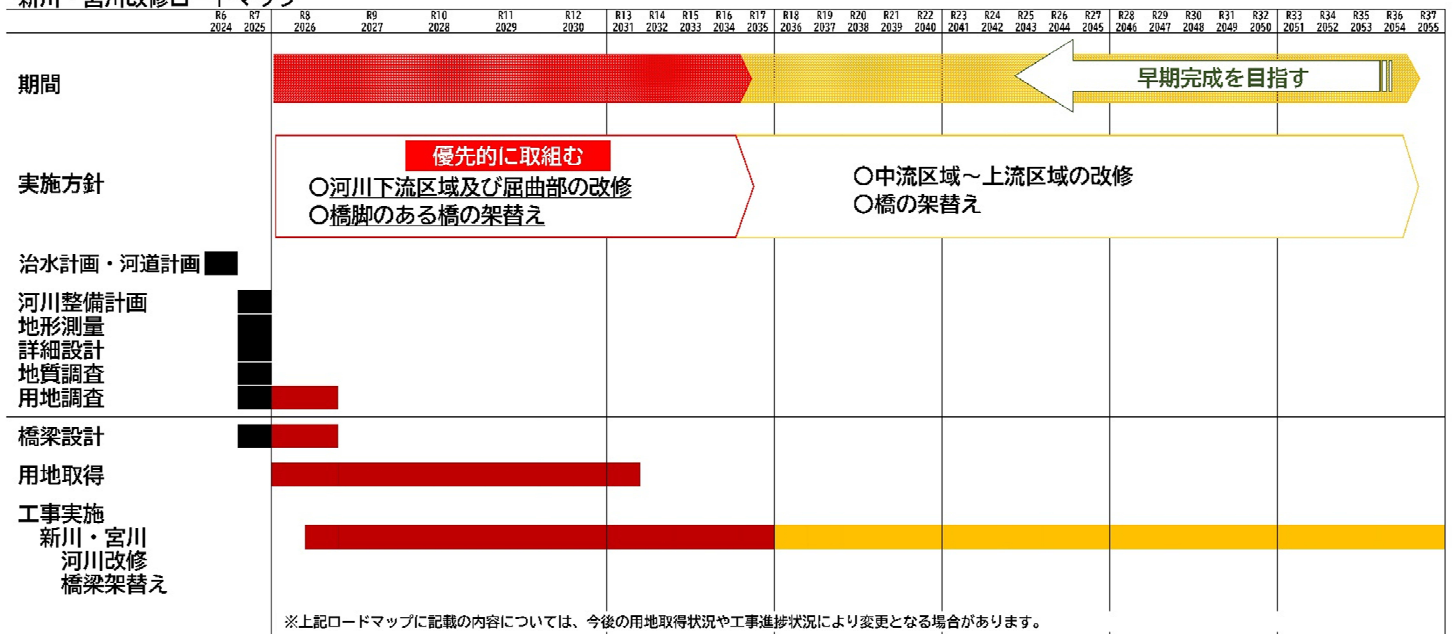 新川・宮川改修ロードマップ
R6 R7 R8 R9 R10 R11 R12 R13 R14 R15 R16 R17 R18 R19 R20 R21 R22 R23 R24 R25 R26 R27 R28 R29 R30 R31 R32 R33 R34 R35 R36 R37
2024 2025 2026 2027 2028 2029 2030 2031 2032 2033 2034 2035 2036 2037 2038 2039 2040 2041 2042 2043 2044 2045 2046 2047 2048 2049 2050 2051 2052 2053 2054 2055
期間
早期完成を目指す
実施方針
優先的に取組む
○河川下流区域及び屈曲部の改修
○橋脚のある橋の架替え
○中流区域～上流区域の改修
○橋の架替え
治水計画・河道計画
河川整備計画
地形測量
詳細設計
地質調査
用地調査
橋梁設計
用地取得
工事実施
新川・宮川
河川改修
橋梁架替え
※上記ロードマップに記載の内容については、今後の用地取得状況や工事進捗状況により変更となる場合があります。